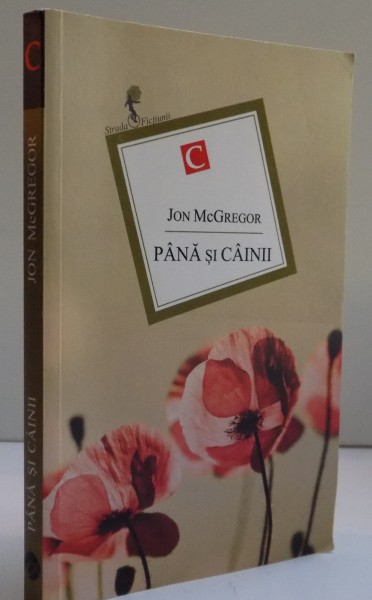 Strada Ficțiunii
C
JON MCGREGOR
PÂNĂ ȘI CÂINII
C
JON MCGREGOR
PÂNĂ ȘI CÂINII